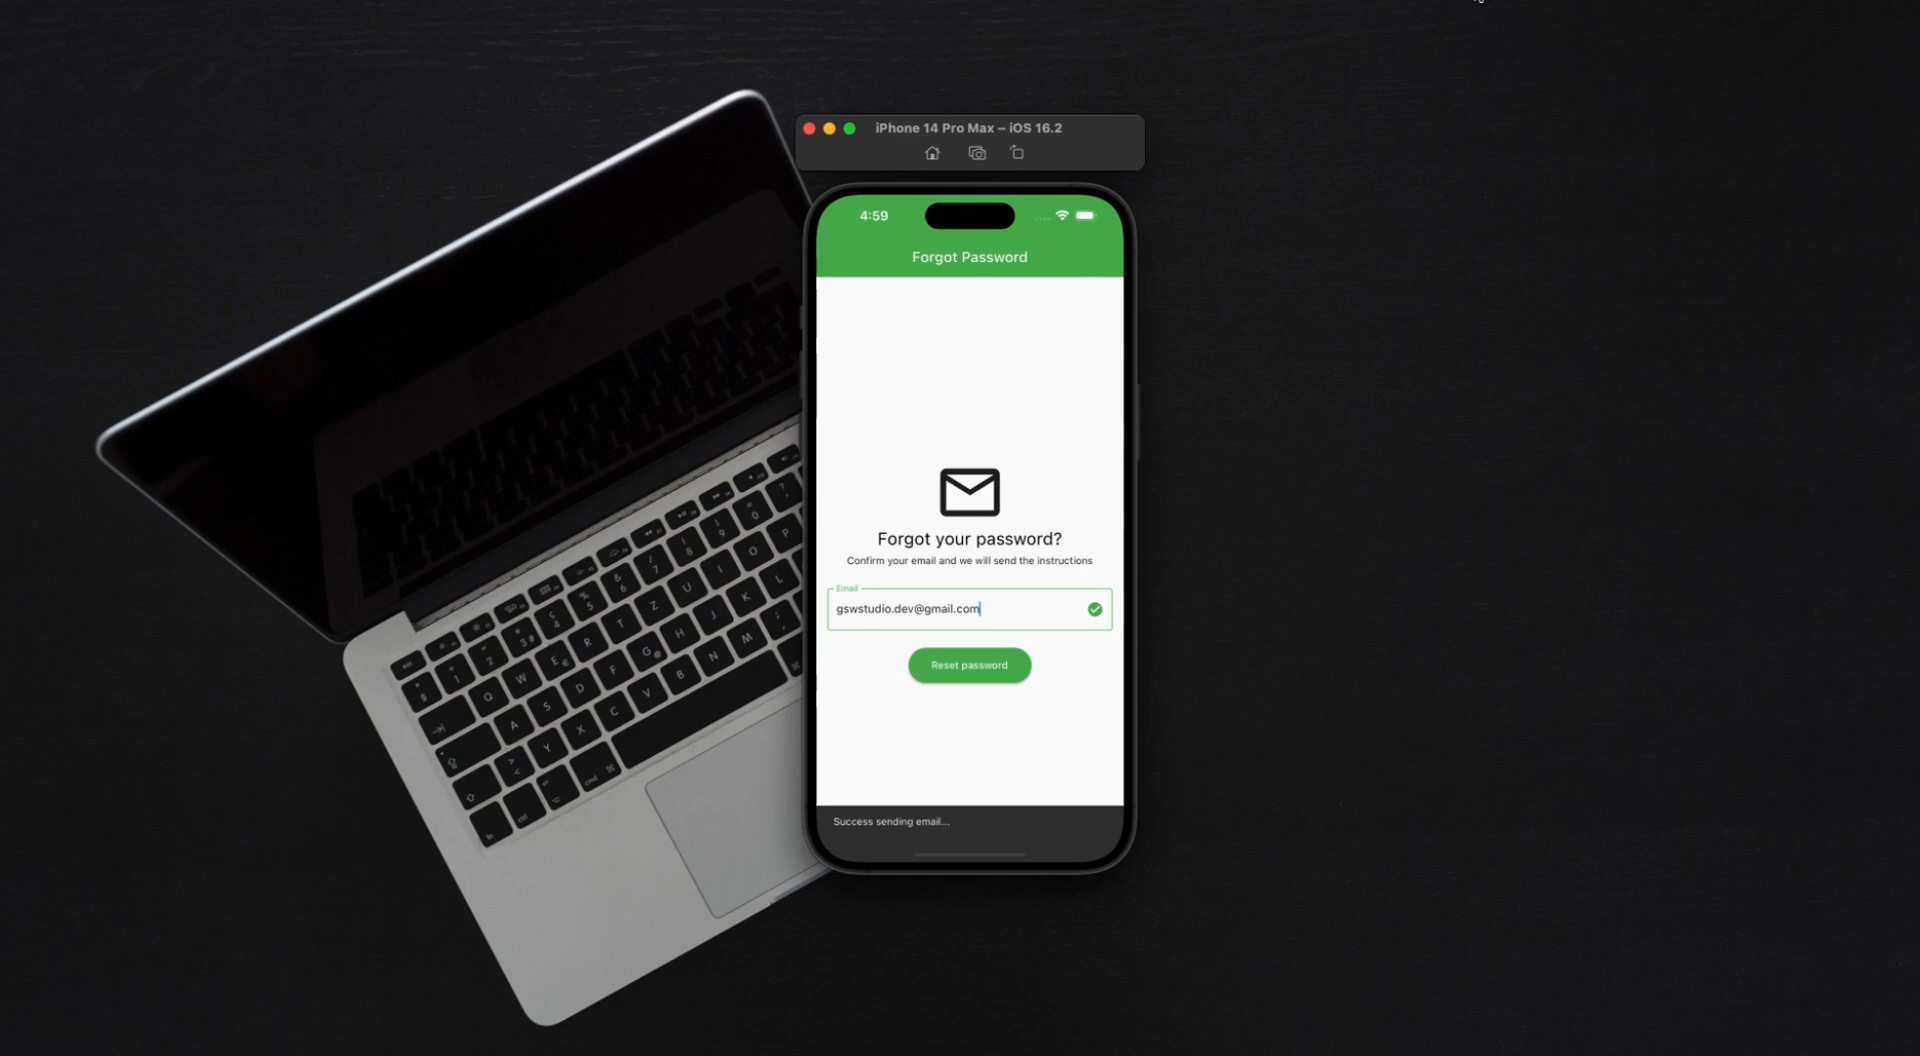 iPhone 14 Pro Max – iOS 16.2
4:59
Forgot Password
Forgot your password?
Confirm your email and we will send the instructions
Email
gswstudio.dev@gmail.com
Reset password
Success sending email...